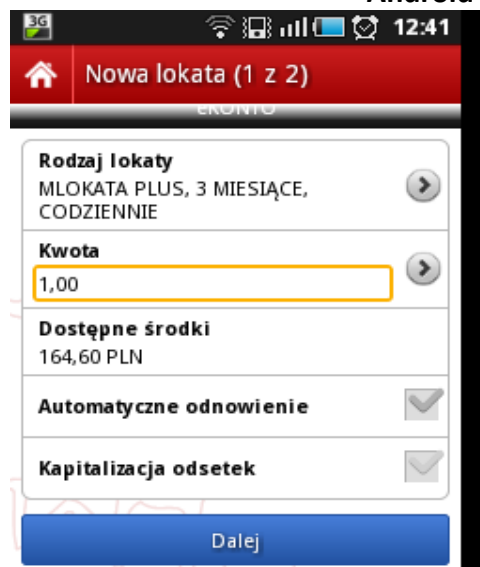 Android
3G 12:41
Nowa lokata (1 z 2)
eKONTO
Rodzaj lokaty
MLOKATA PLUS, 3 MIESIĄCE,
CODZIENNIE
Kwota
1,00
Dostępne środki
164,60 PLN
Automatyczne odnowienie
Kapitalizacja odsetek
Dalej